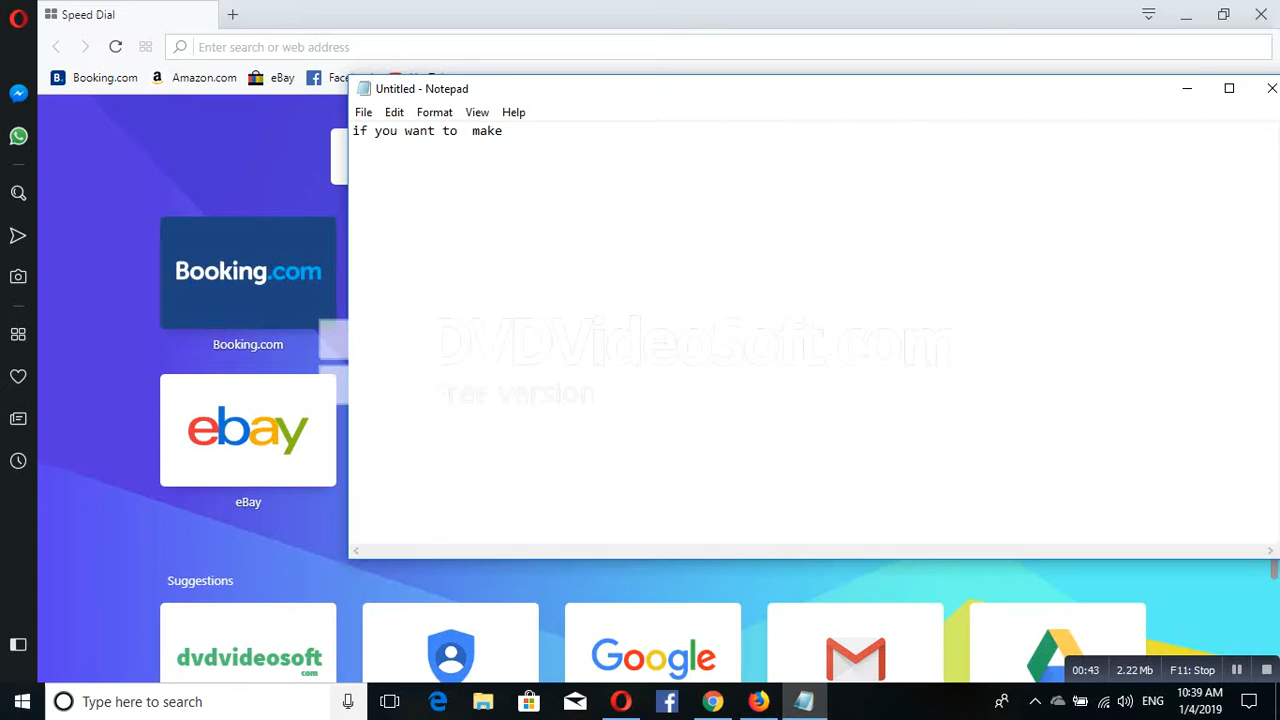 Speed Dial
Enter search or web address
Booking.com
Amazon.com
eBay
Untitled - Notepad
File Edit Format View Help
if you want to  make
Booking.com
Booking.com
DVDVideoSoft.com
Free version
ebay
eBay
Suggestions
dvdvideosoft
com
Google
00:43 2.22 Mb F11: Stop
Type here to search
ENG
10:39 AM
1/4/2019